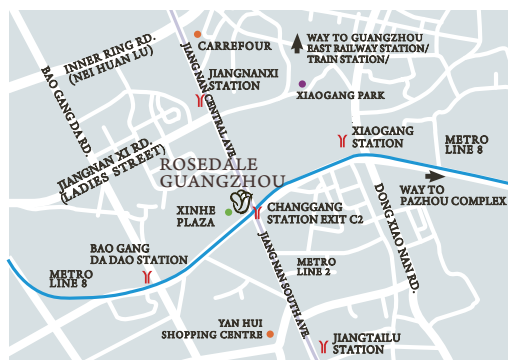 INNER RING RD.
(NEI HUAN LU)
CARREFOUR
WAY TO GUANGZHOU
EAST RAILWAY STATION/
TRAIN STATION/
JIANGNANXI
STATION
JIANG NAN CENTRAL AVE.
BAO GANG DA RD.
XIAOGANG PARK
XIAOGANG
STATION
METRO
LINE 8
JIANGNAN XI RD.
(LADIES STREET)
ROSEDALE
GUANGZHOU
WAY TO
PAZHOU COMPLEX
XINHE
PLAZA
CHANGGANG
STATION EXIT C2
DONG XIAO NAN RD.
BAO GANG
DA DAO STATION
JIANG NAN SOUTH AVE.
METRO
LINE 2
METRO
LINE 8
YAN HUI
SHOPPING CENTRE
JIANGTAILU
STATION